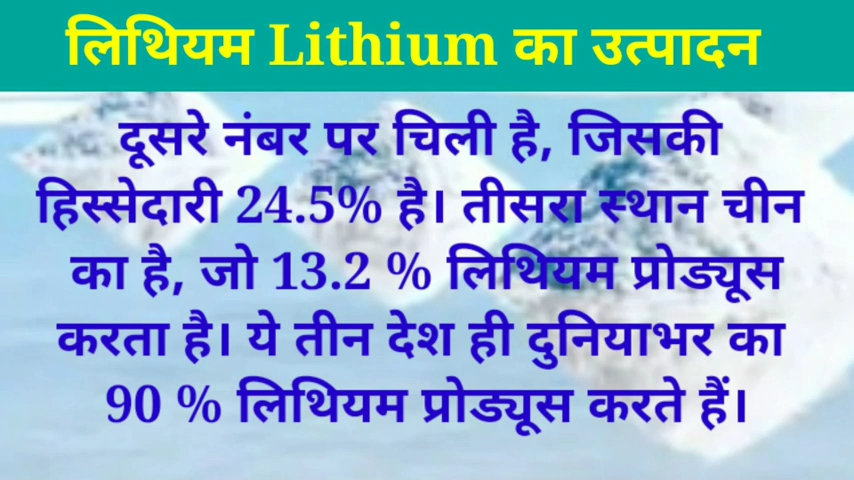 लिथियम Lithium का उत्पादन
दूसरे नंबर पर चिली है, जिसकी
हिस्सेदारी 24.5% है। तीसरा स्थान चीन
का है, जो 13.2 % लिथियम प्रोड्यूस
करता है। ये तीन देश ही दुनियाभर का
90 % लिथियम प्रोड्यूस करते हैं।